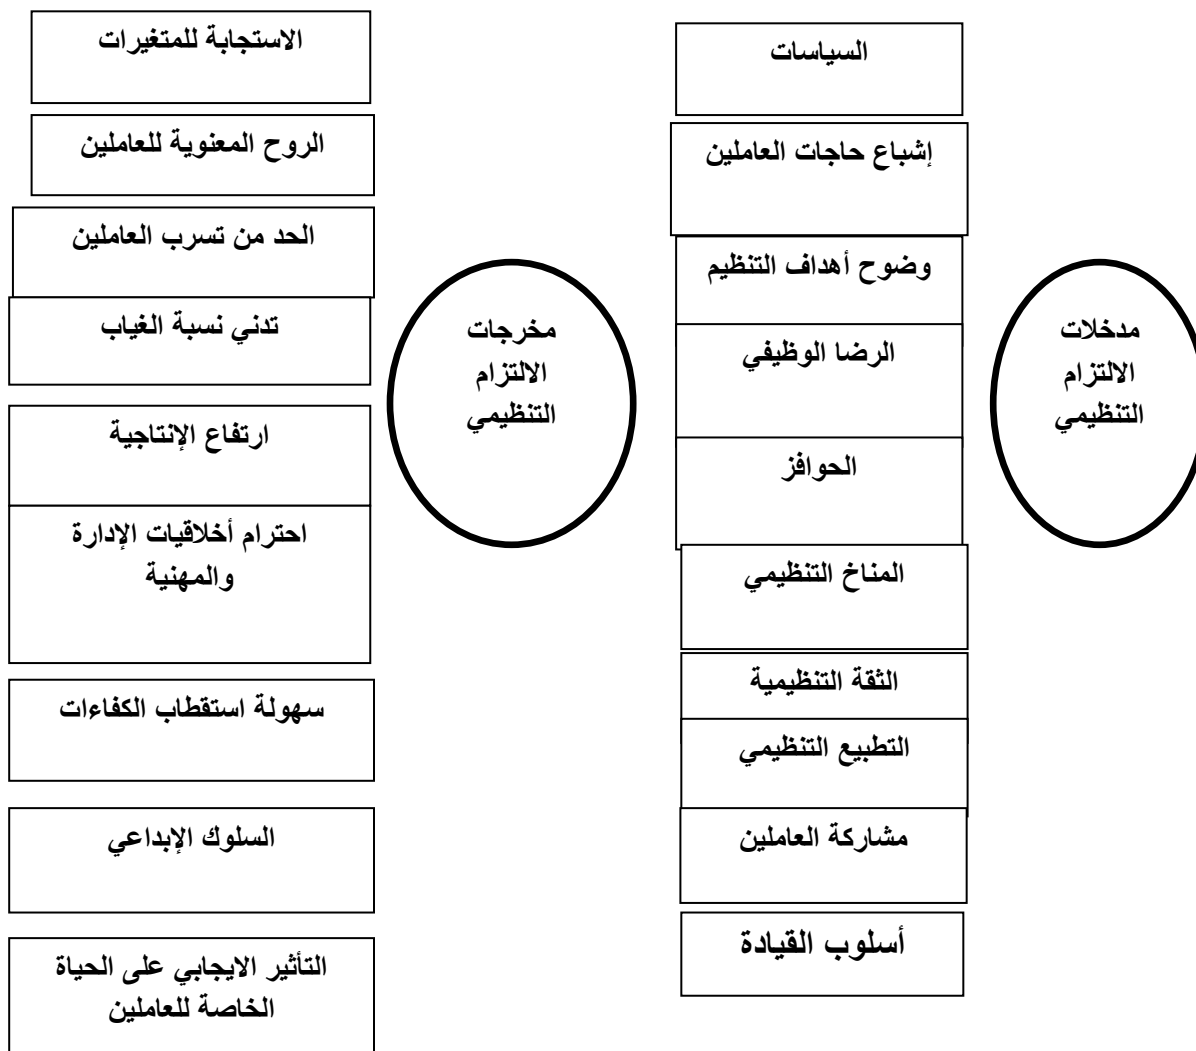 مدخلات
الالتزام
التنظيمي
السياسات
إشباع حاجات العاملين
وضوح أهداف التنظيم
الرضا الوظيفي
الحوافز
المناخ التنظيمي
الثقة التنظيمية
التطبيع التنظيمي
مشاركة العاملين
أسلوب القيادة
مخرجات
الالتزام
التنظيمي
الاستجابة للمتغيرات
الروح المعنوية للعاملين
الحد من تسرب العاملين
تدني نسبة الغياب
ارتفاع الإنتاجية
احترام أخلاقيات الإدارة
والمهنية
سهولة استقطاب الكفاءات
السلوك الإبداعي
التأثير الايجابي على الحياة
الخاصة للعاملين